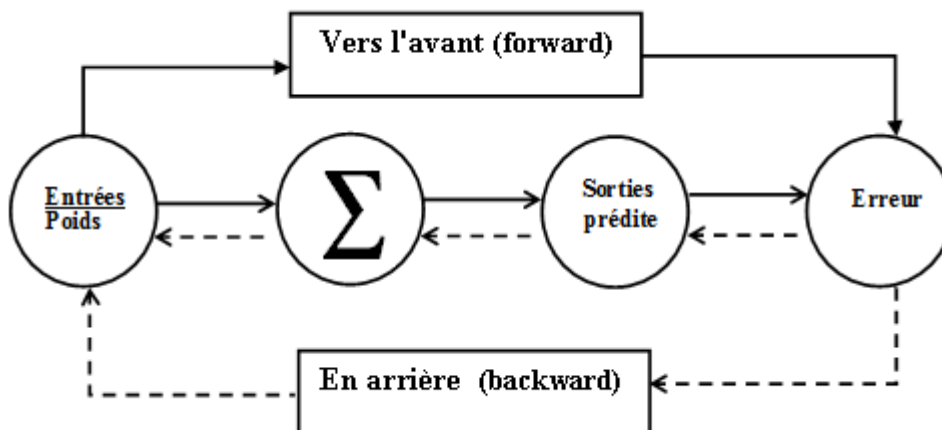 Vers l'avant (forward)
Entrées
Poids
∑
Sorties
prédite
Erreur
En arrière (backward)